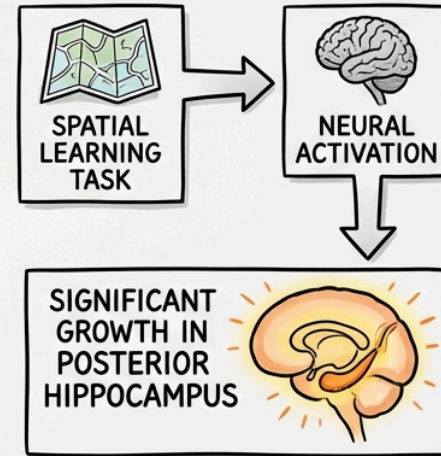 SPATIAL
LEARNING
TASK
NEURAL
ACTIVATION
SIGNIFICANT
GROWTH IN
POSTERIOR
HIPPOCAMPUS